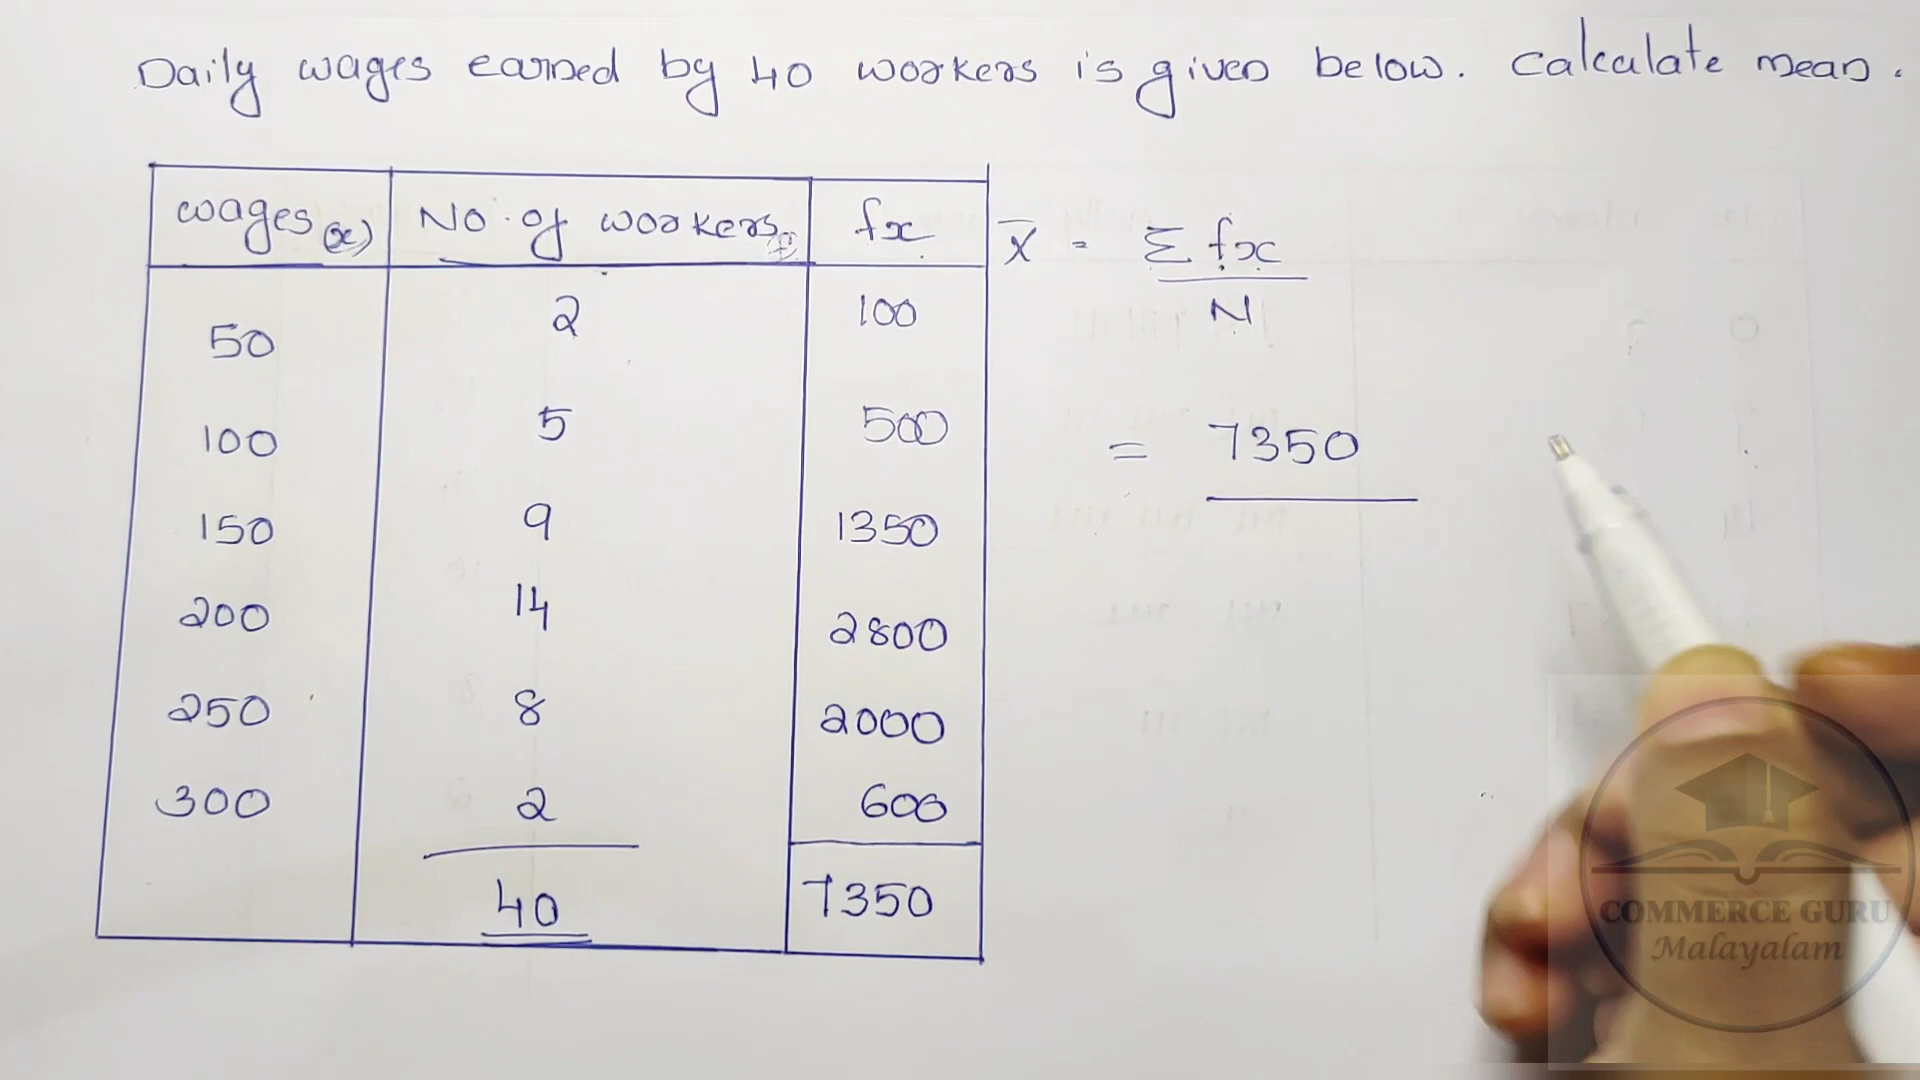 Daily wages earned by 40 workers is given below. Calculate mean.
wages (x) No. of workers (f) fx
50 2 100
100 5 500
150 9 1350
200 14 2800
250 8 2000
300 2 600
40 7350
X̅ = Σfx
N
= 7350
COMMERCE GURU
Malayalam